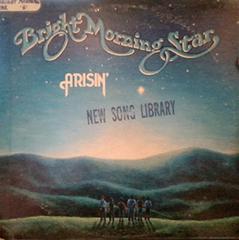 Bright Morning Star
ARISIN'
NEW SONG LIBRARY